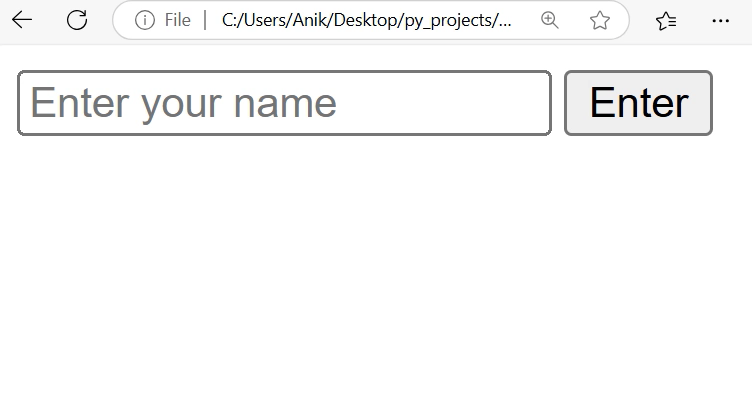 File | C:/Users/Anik/Desktop/py_projects/...
Enter your name Enter